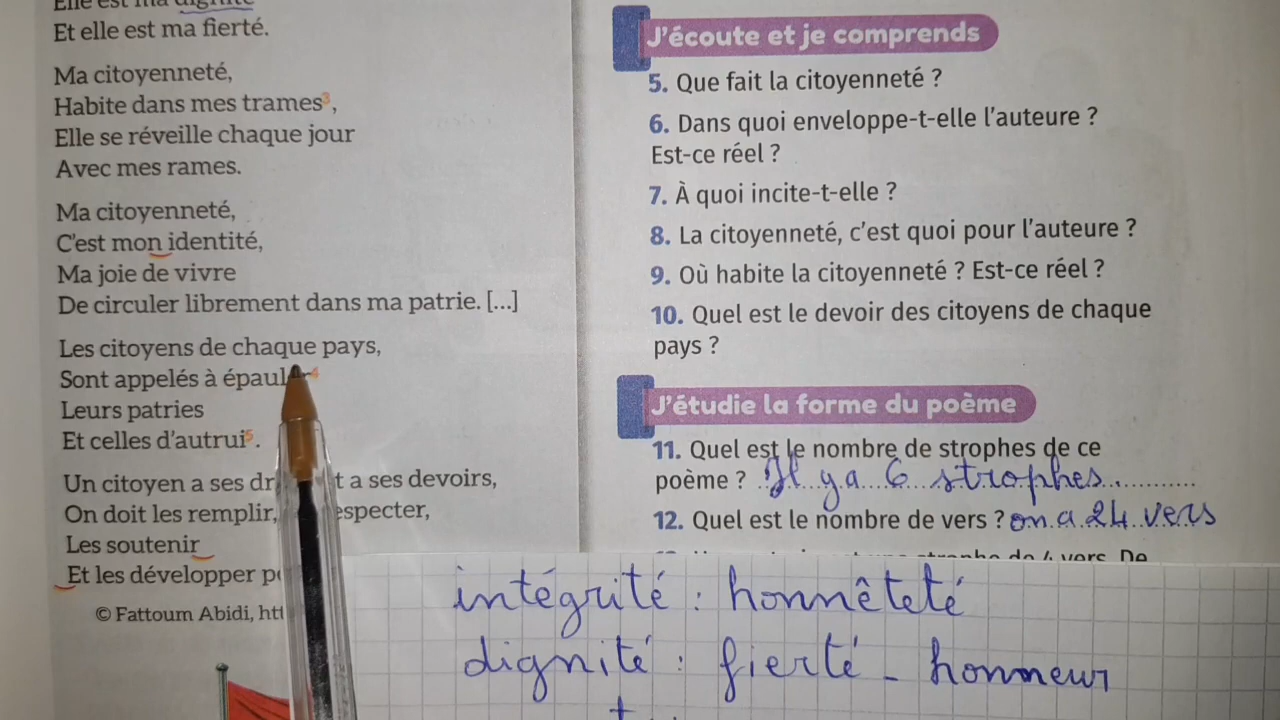 Elle est ma dignité
Et elle est ma fierté.
Ma citoyenneté,
Habite dans mes trames³,
Elle se réveille chaque jour
Avec mes rames.
Ma citoyenneté,
C'est mon identité,
Ma joie de vivre
De circuler librement dans ma patrie. [...]
Les citoyens de chaque pays,
Sont appelés à
Leurs patries
Et celles d'autrui⁵.
Un citoyen a ses a ses devoirs,
On doit les remplir,
Les soutenir
Et les développer
© Fattoum Abidi,
J'écoute et je comprends
5. Que fait la citoyenneté ?
6. Dans quoi enveloppe-t-elle l'auteure ?
Est-ce réel ?
7. À quoi incite-t-elle ?
8. La citoyenneté, c'est quoi pour l'auteure ?
9. Où habite la citoyenneté ? Est-ce réel ?
10. Quel est le devoir des citoyens de chaque
pays ?
J'étudie la forme du poème
11. Quel est le nombre de strophes de ce
poème ? Il y a 6 strophes
12. Quel est le nombre de vers ? on a 24 vers
intégrité : honnêteté
dignité : fierté - honneur